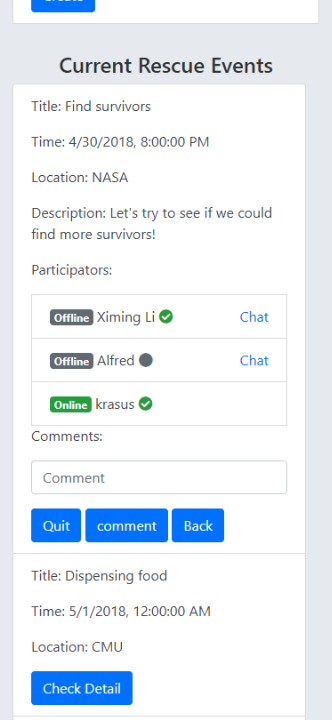 Create
Current Rescue Events
Title: Find survivors
Time: 4/30/2018, 8:00:00 PM
Location: NASA
Description: Let's try to see if we could
find more survivors!
Participators:
Offline Ximing Li Chat
Offline Alfred Chat
Online krasus
Comments:
Comment
Quit comment Back
Title: Dispensing food
Time: 5/1/2018, 12:00:00 AM
Location: CMU
Check Detail